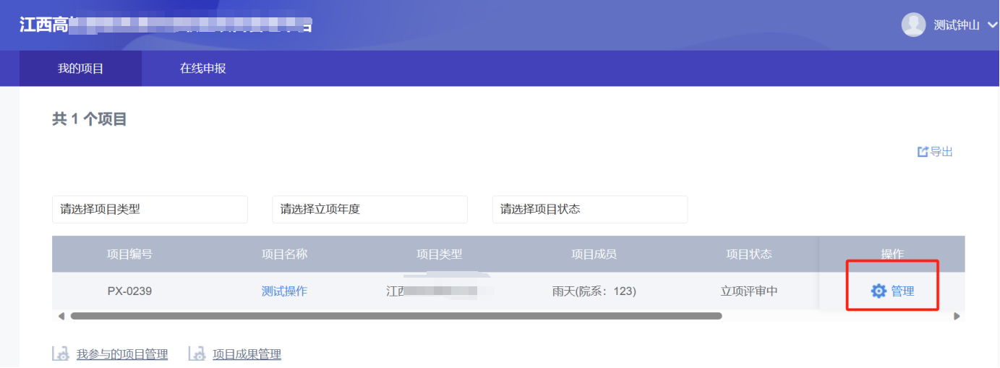 江西高
测试钟山
我的项目 在线申报
共 1 个项目
导出
请选择项目类型 请选择立项年度 请选择项目状态
项目编号 项目名称 项目类型 项目成员 项目状态 操作
PX-0239 测试操作 江西 雨天(院系：123) 立项评审中 管理
我参与的项目管理 项目成果管理